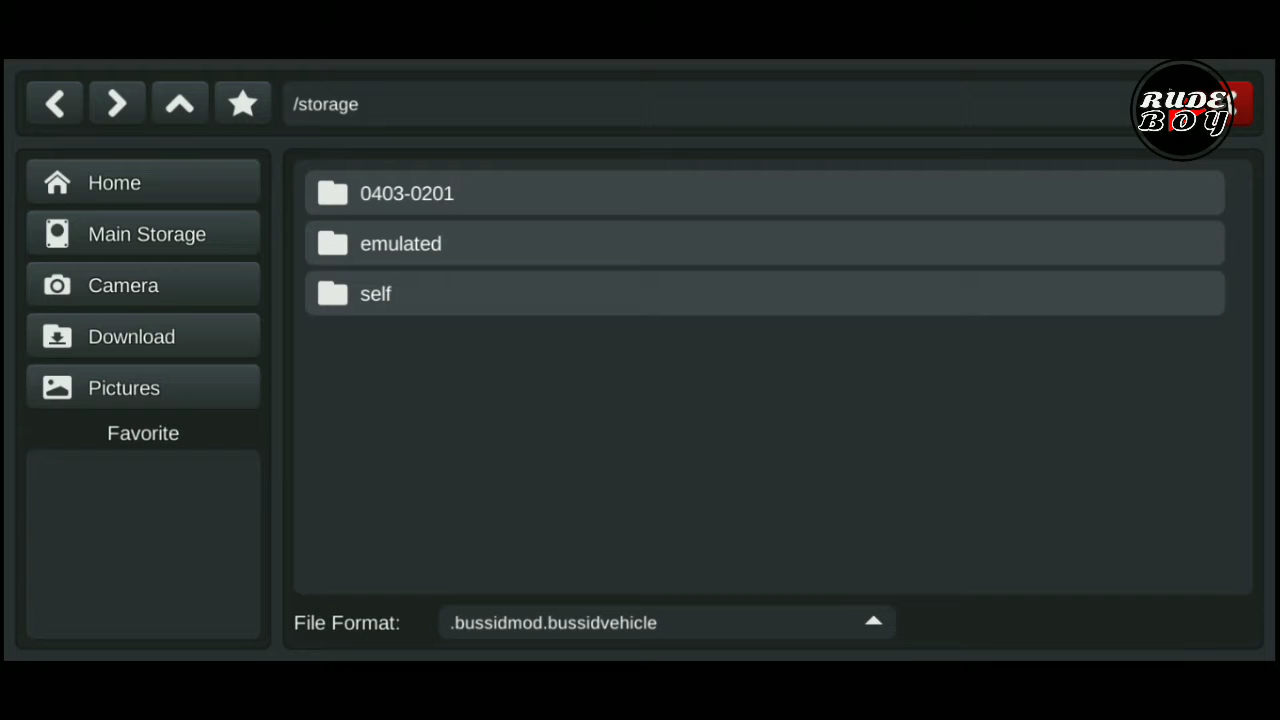 /storage
RUDE
BOY
Home
Main Storage
Camera
Download
Pictures
Favorite
0403-0201
emulated
self
File Format:
.bussidmod.bussidvehicle